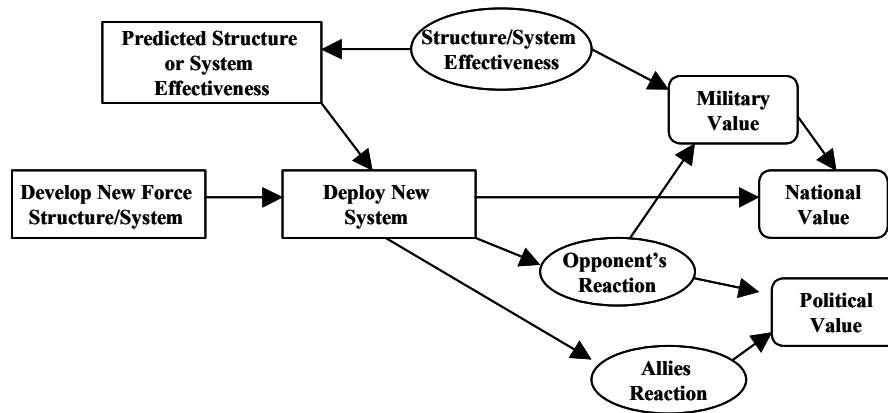 Predicted Structure
or System
Effectiveness
Structure/System
Effectiveness
Military
Value
Develop New Force
Structure/System
Deploy New
System
National
Value
Opponent's
Reaction
Political
Value
Allies
Reaction